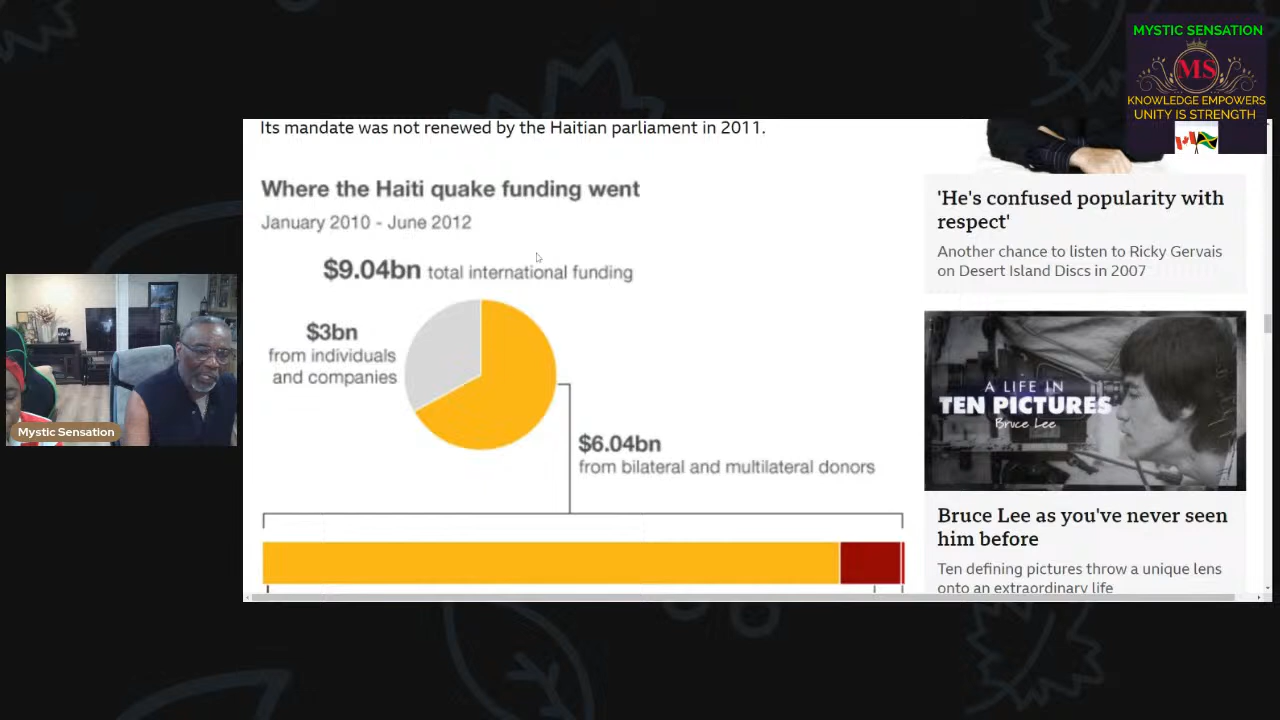 MYSTIC SENSATION
MS
KNOWLEDGE EMPOWERS
UNITY IS STRENGTH
Its mandate was not renewed by the Haitian parliament in 2011.
Where the Haiti quake funding went
January 2010 - June 2012
$9.04bn total international funding
$3bn
from individuals
and companies
$6.04bn
from bilateral and multilateral donors
'He's confused popularity with
respect'
Another chance to listen to Ricky Gervais
on Desert Island Discs in 2007
A LIFE IN
TEN PICTURES
Bruce Lee
Bruce Lee as you've never seen
him before
Ten defining pictures throw a unique lens
onto an extraordinary life
Mystic Sensation